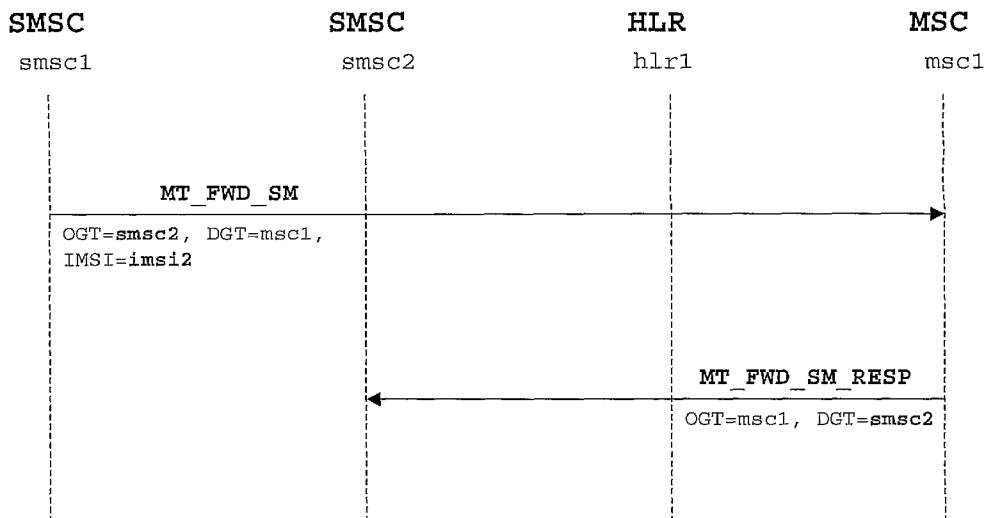 SMSC SMSC HLR MSC
smsc1 smsc2 hlr1 msc1
MT_FWD_SM
OGT=smsc2, DGT=msc1,
IMSI=imsi2
MT_FWD_SM_RESP
OGT=msc1, DGT=smsc2